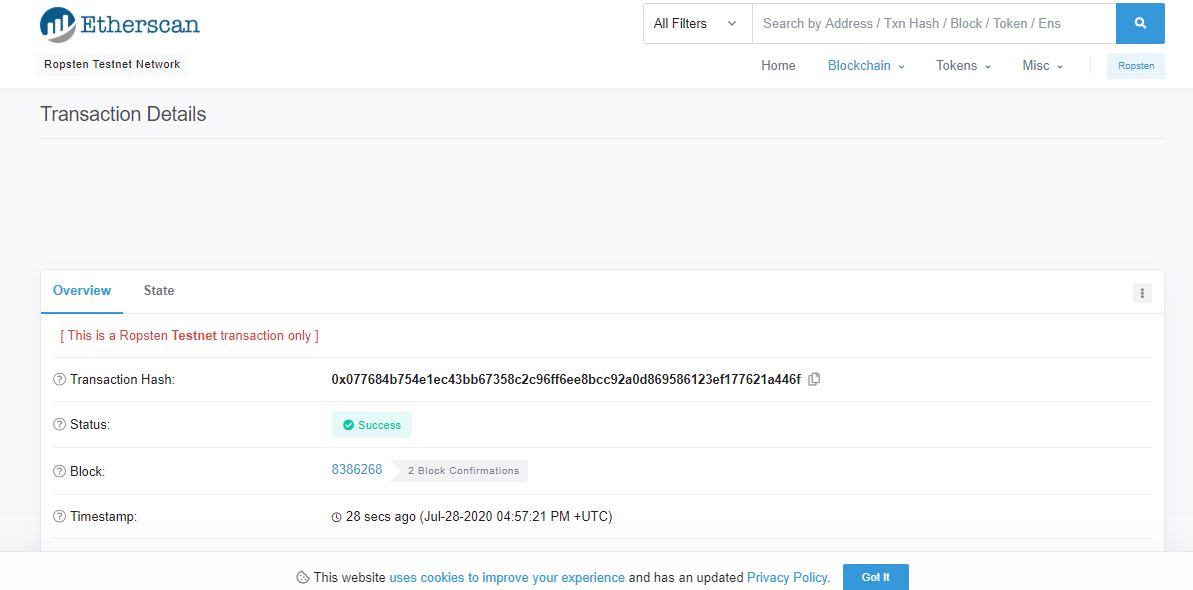 Etherscan
All Filters
Search by Address / Txn Hash / Block / Token / Ens
Ropsten Testnet Network
Home
Blockchain
Tokens
Misc
Ropsten
Transaction Details
Overview
State
[ This is a Ropsten Testnet transaction only ]
Transaction Hash:
0x077684b754e1ec43bb67358c2c96ff6ee8bcc92a0d869586123ef177621a446f
Status:
Success
Block:
8386268
2 Block Confirmations
Timestamp:
28 secs ago (Jul-28-2020 04:57:21 PM +UTC)
This website uses cookies to improve your experience and has an updated Privacy Policy.
Got It